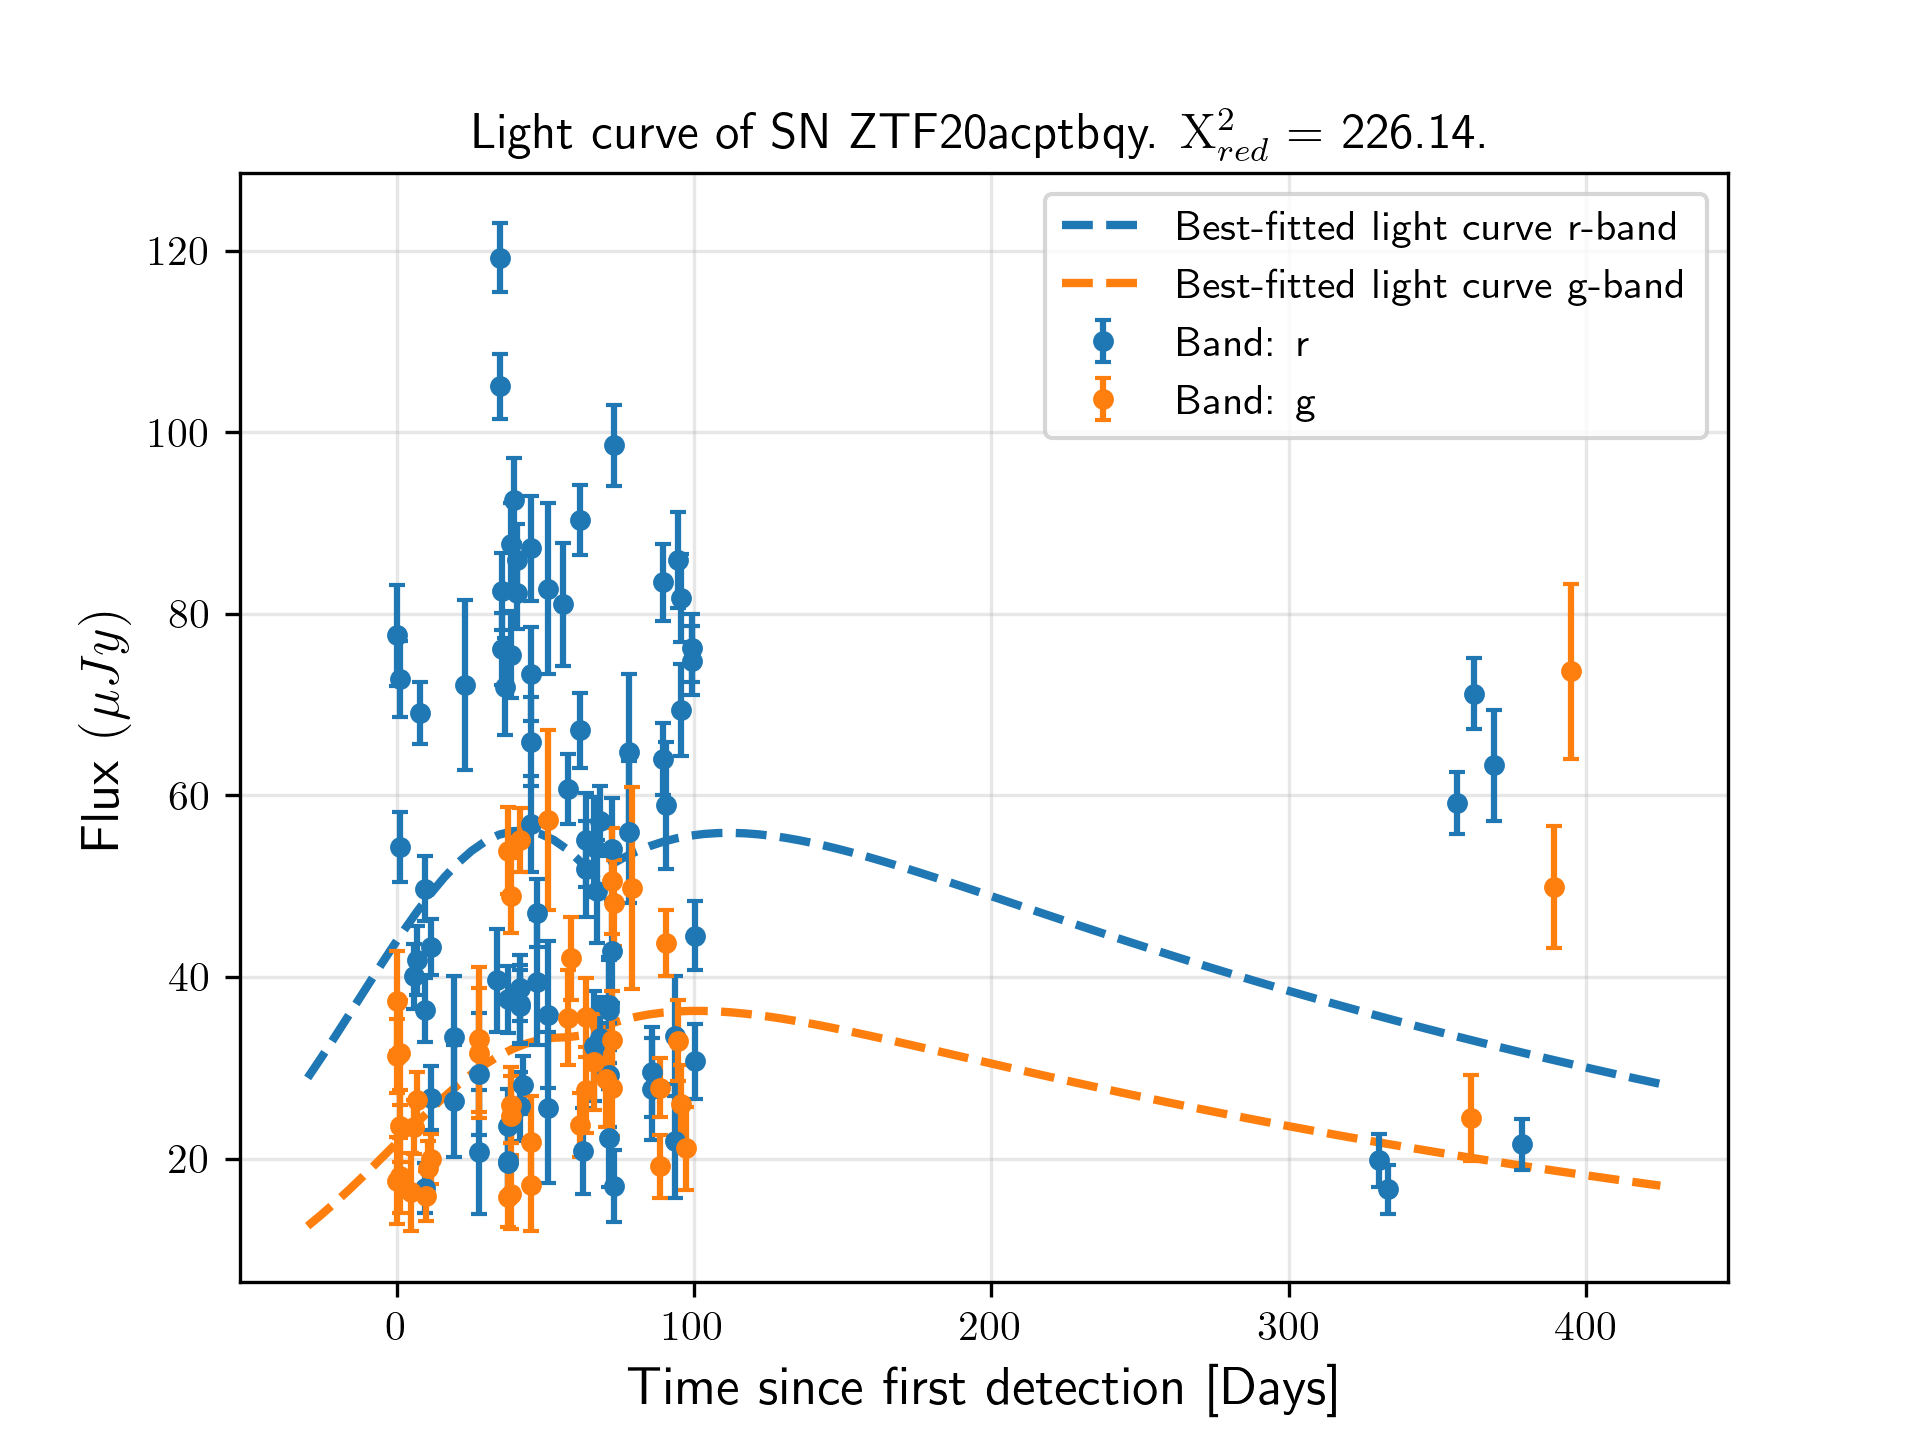 Light curve of SN ZTF20acptbqy. X²_red = 226.14.
Best-fitted light curve r-band
Best-fitted light curve g-band
Band: r
Band: g
120
100
80
60
40
20
Flux (μJy)
0 100 200 300 400
Time since first detection [Days]